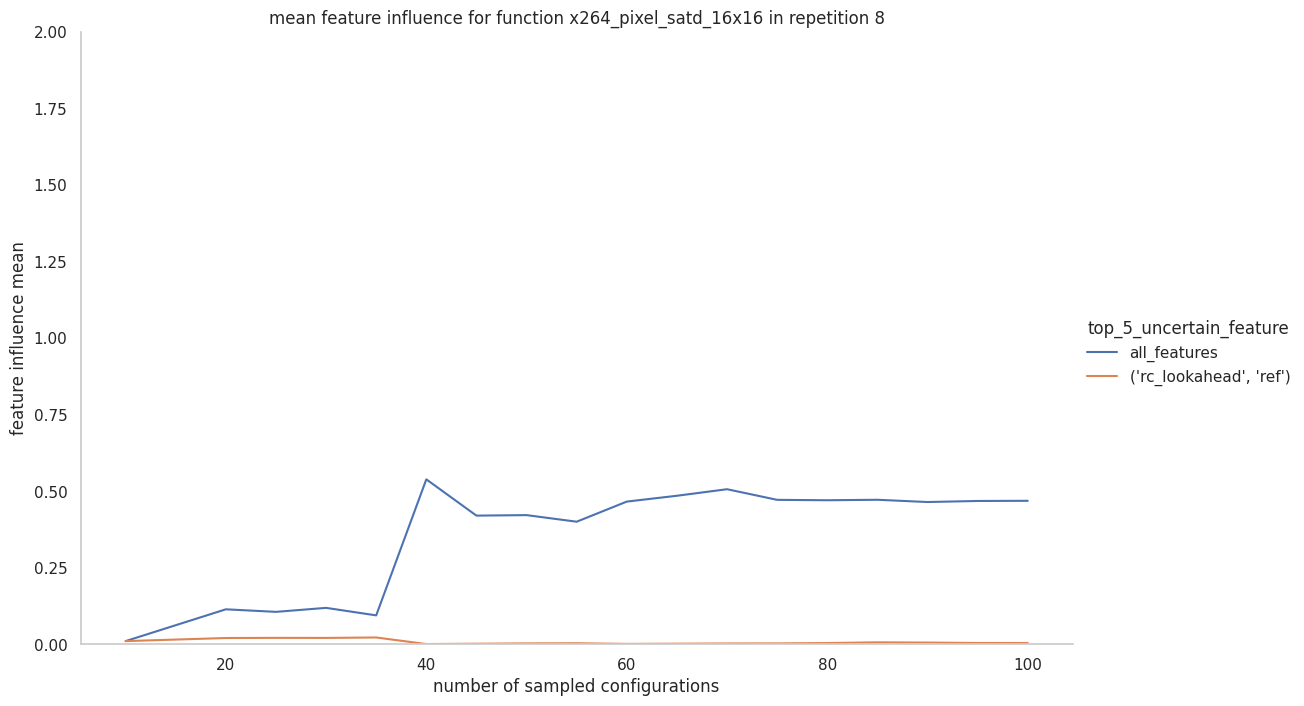 mean feature influence for function x264_pixel_satd_16x16 in repetition 8
2.00
1.75
1.50
1.25
1.00
0.75
0.50
0.25
0.00
feature influence mean
20
40
60
80
100
number of sampled configurations
top_5_uncertain_feature
all_features
('rc_lookahead', 'ref')